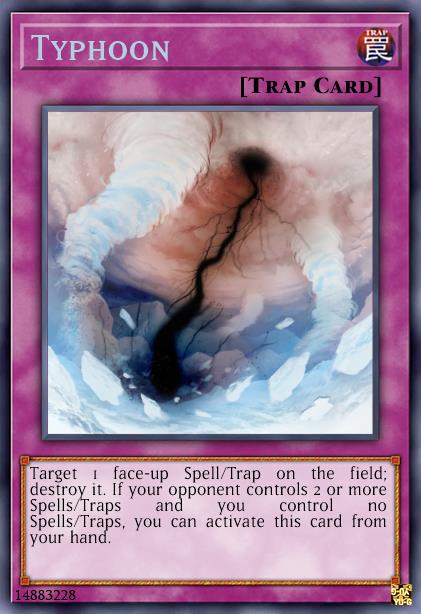 Typhoon
TRAP
罠
[Trap Card]
Target 1 face-up Spell/Trap on the field;
destroy it. If your opponent controls 2 or more
Spells/Traps and you control no
Spells/Traps, you can activate this card from
your hand.
14883228